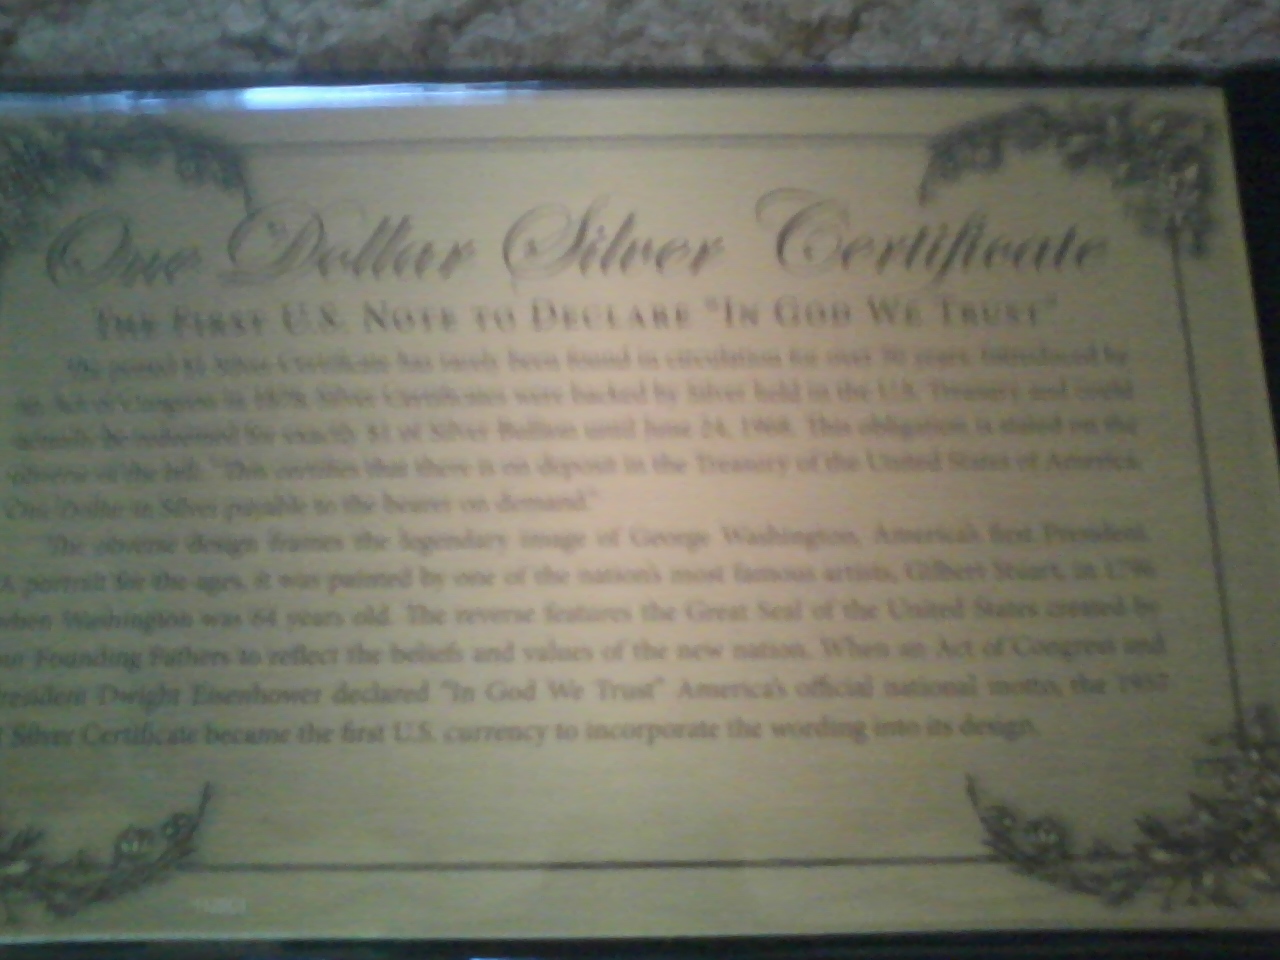 One Dollar Silver Certificate
THE FIRST U.S. NOTE TO DECLARE "IN GOD WE TRUST"
$1 Silver Certificate has rarely been found in circulation for over 30 years. Introduced by
an Act of Congress in 1878, Silver Certificates were backed by Silver held in the U.S. Treasury and could
actually be redeemed for exactly $1 of Silver Bullion until June 24, 1968. This obligation is stated on the
obverse of the bill: "This certifies that there is on deposit in the Treasury of the United States of America
One Dollar in Silver payable to the bearer on demand."
The obverse design frames the legendary image of George Washington, America's first President.
A portrait for the ages, it was painted by one of the nation's most famous artists, Gilbert Stuart, in 1796
when Washington was 64 years old. The reverse features the Great Seal of the United States created by
our Founding Fathers to reflect the beliefs and values of the new nation. When an Act of Congress and
President Dwight Eisenhower declared "In God We Trust" America's official national motto, the 1957
Silver Certificate became the first U.S. currency to incorporate the wording into its design.